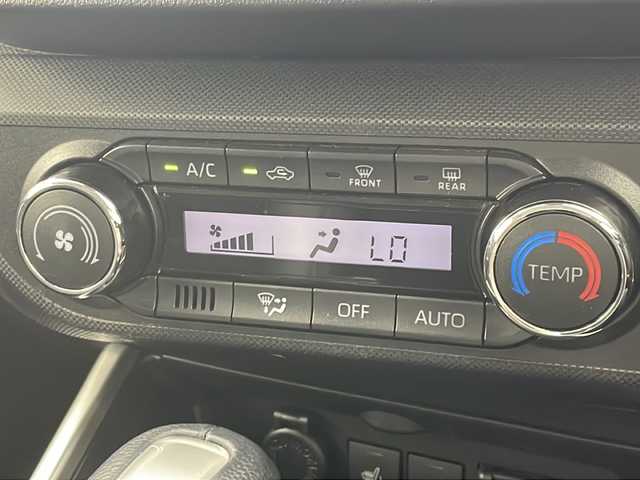 A/C
FRONT
REAR
LO
TEMP
OFF
AUTO